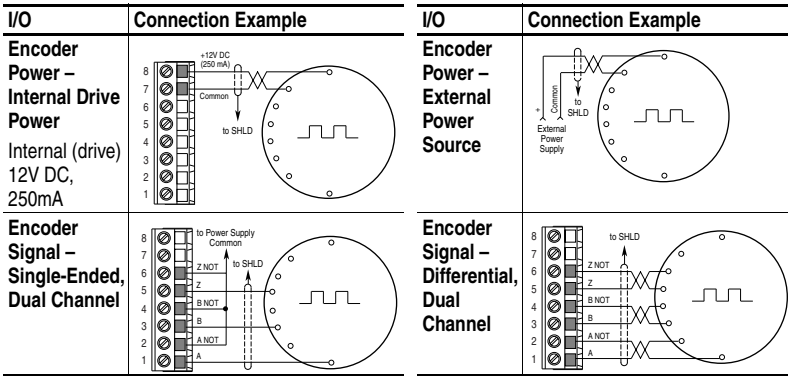 I/O Connection Example
Encoder
Power –
Internal Drive
Power
Internal (drive)
12V DC,
250mA
+12V DC
(250 mA)
8
7
6
5
4
3
2
1
Common
to SHLD
I/O Connection Example
Encoder
Power –
External
Power
Source
+
Common
to
SHLD
External
Power
Supply
Encoder
Signal –
Single-Ended,
Dual Channel
8
7
6
5
4
3
2
1
to Power Supply
Common
to SHLD
Z NOT
Z
B NOT
B
A NOT
A
Encoder
Signal –
Differential,
Dual
Channel
8
7
6
5
4
3
2
1
to SHLD
Z NOT
Z
B NOT
B
A NOT
A